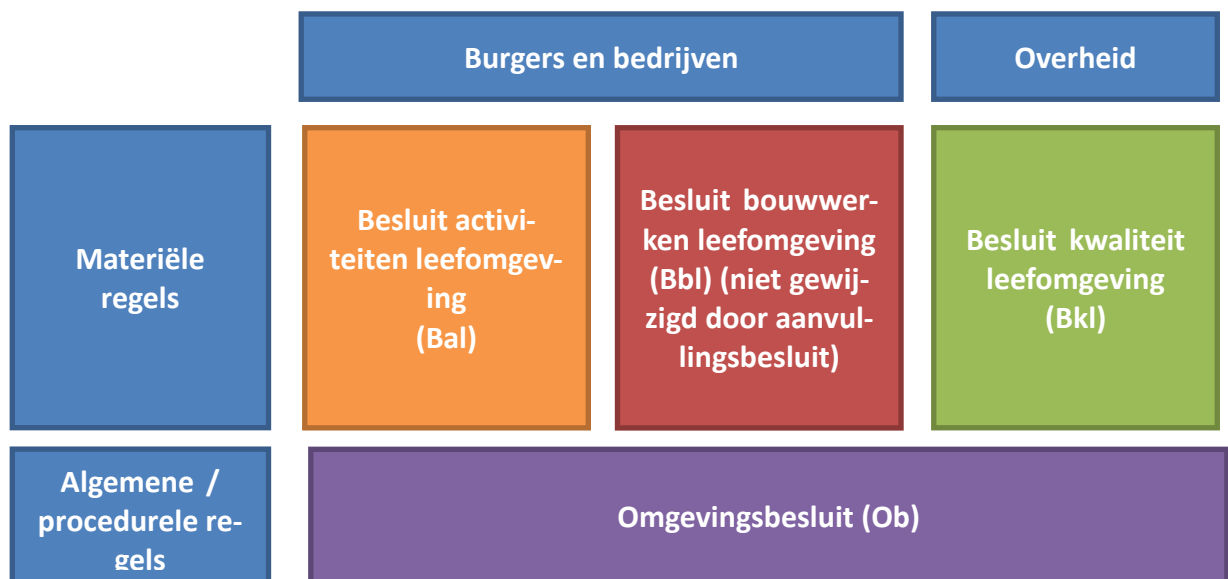 Burgers en bedrijven
Overheid
Materiële
regels
Besluit activi-
teiten leefomgev-
ing
(Bal)
Besluit bouwwer-
ken leefomgeving
(Bbl) (niet gewij-
zigd door aanvul-
lingsbesluit)
Besluit kwaliteit
leefomgeving
(Bkl)
Algemene /
procedurele re-
gels
Omgevingsbesluit (Ob)